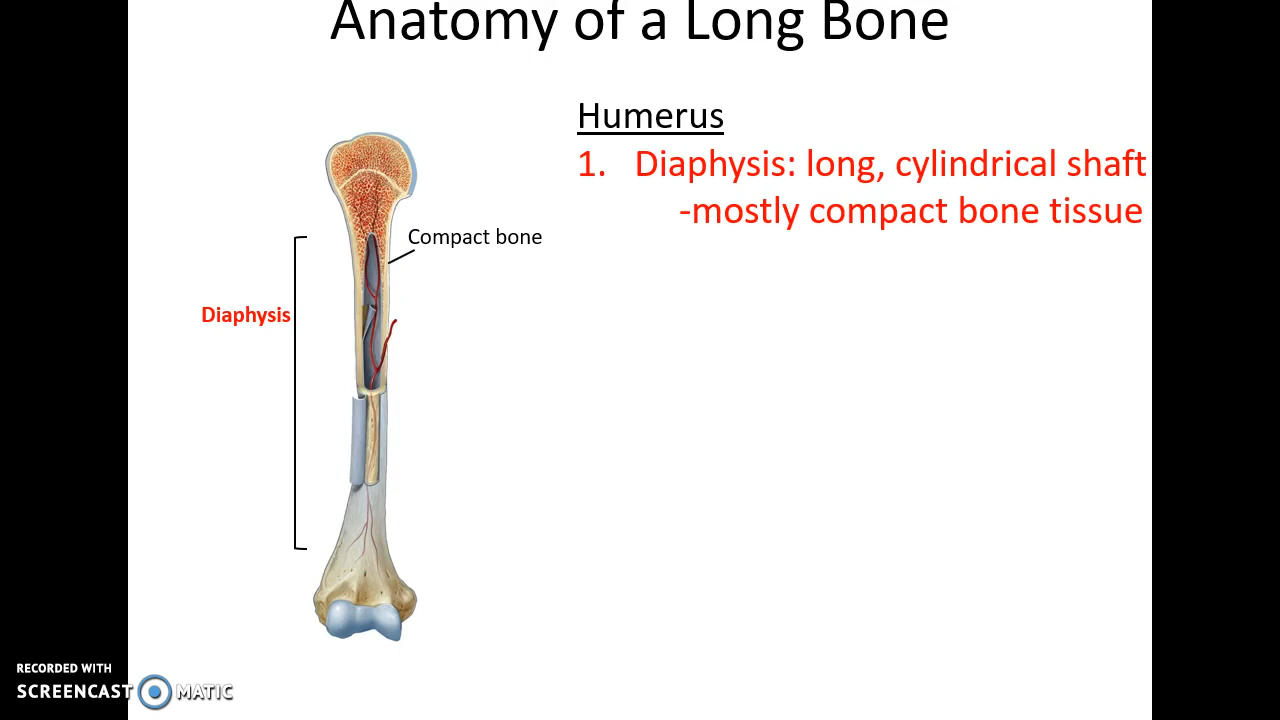 Anatomy of a Long Bone
Humerus
1. Diaphysis: long, cylindrical shaft
-mostly compact bone tissue
Compact bone
Diaphysis
RECORDED WITH
SCREENCAST MATIC